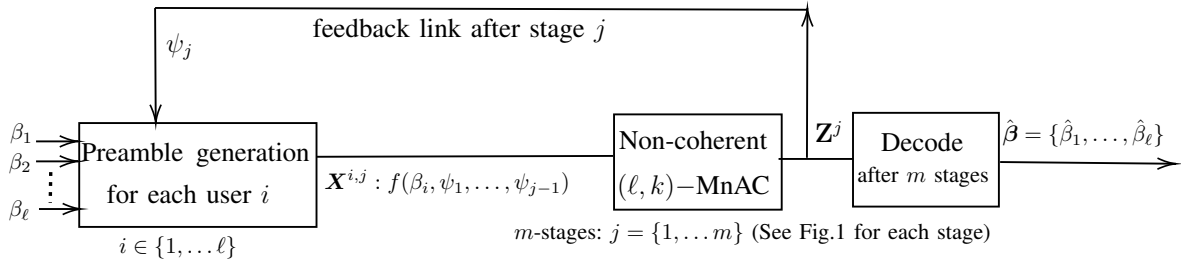 feedback link after stage j
ψ_j
β_1
β_2
β_ℓ
Preamble generation
for each user i
i ∈ {1, … ℓ}
X^{i,j} : f(β_i, ψ_1, …, ψ_{j−1})
Non-coherent
(ℓ, k)−MnAC
m-stages: j = {1, … m} (See Fig.1 for each stage)
Z^j
Decode
after m stages
β̂ = {β̂_1, …, β̂_ℓ}